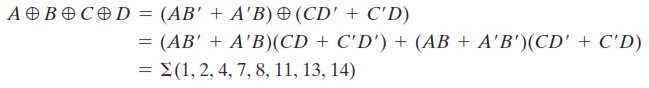 A ⊕ B ⊕ C ⊕ D = (AB' + A'B) ⊕ (CD' + C'D)
= (AB' + A'B)(CD + C'D') + (AB + A'B')(CD' + C'D)
= Σ(1, 2, 4, 7, 8, 11, 13, 14)